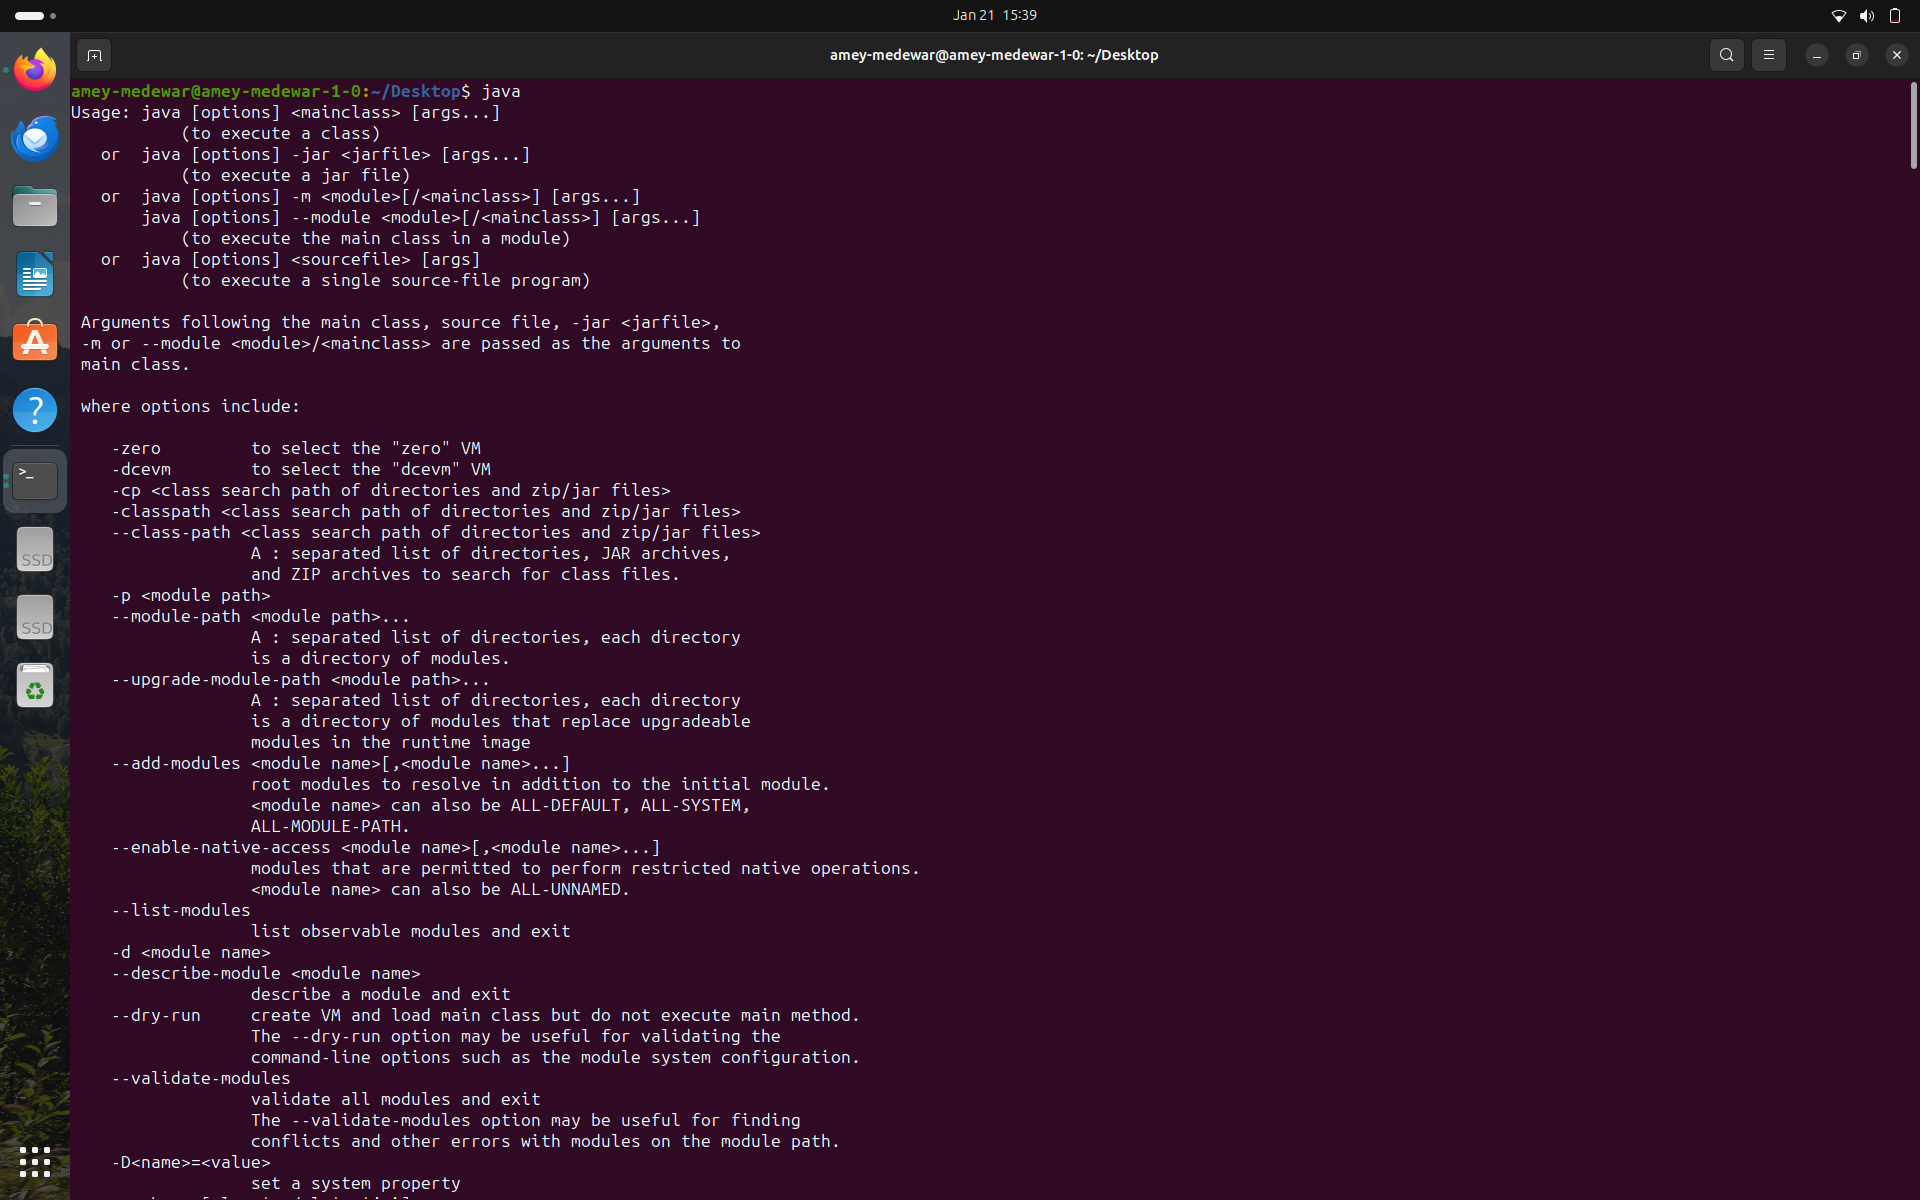 Jan 21 15:39
amey-medewar@amey-medewar-1-0: ~/Desktop
amey-medewar@amey-medewar-1-0:~/Desktop$ java
Usage: java [options] <mainclass> [args...]
           (to execute a class)
   or  java [options] -jar <jarfile> [args...]
           (to execute a jar file)
   or  java [options] -m <module>[/<mainclass>] [args...]
       java [options] --module <module>[/<mainclass>] [args...]
           (to execute the main class in a module)
   or  java [options] <sourcefile> [args]
           (to execute a single source-file program)

 Arguments following the main class, source file, -jar <jarfile>,
 -m or --module <module>/<mainclass> are passed as the arguments to
 main class.

 where options include:

    -zero         to select the "zero" VM
    -dcevm        to select the "dcevm" VM
    -cp <class search path of directories and zip/jar files>
    -classpath <class search path of directories and zip/jar files>
    --class-path <class search path of directories and zip/jar files>
                  A : separated list of directories, JAR archives,
                  and ZIP archives to search for class files.
    -p <module path>
    --module-path <module path>...
                  A : separated list of directories, each directory
                  is a directory of modules.
    --upgrade-module-path <module path>...
                  A : separated list of directories, each directory
                  is a directory of modules that replace upgradeable
                  modules in the runtime image
    --add-modules <module name>[,<module name>...]
                  root modules to resolve in addition to the initial module.
                  <module name> can also be ALL-DEFAULT, ALL-SYSTEM,
                  ALL-MODULE-PATH.
    --enable-native-access <module name>[,<module name>...]
                  modules that are permitted to perform restricted native operations.
                  <module name> can also be ALL-UNNAMED.
    --list-modules
                  list observable modules and exit
    -d <module name>
    --describe-module <module name>
                  describe a module and exit
    --dry-run     create VM and load main class but do not execute main method.
                  The --dry-run option may be useful for validating the
                  command-line options such as the module system configuration.
    --validate-modules
                  validate all modules and exit
                  The --validate-modules option may be useful for finding
                  conflicts and other errors with modules on the module path.
    -D<name>=<value>
                  set a system property
SSD
SSD